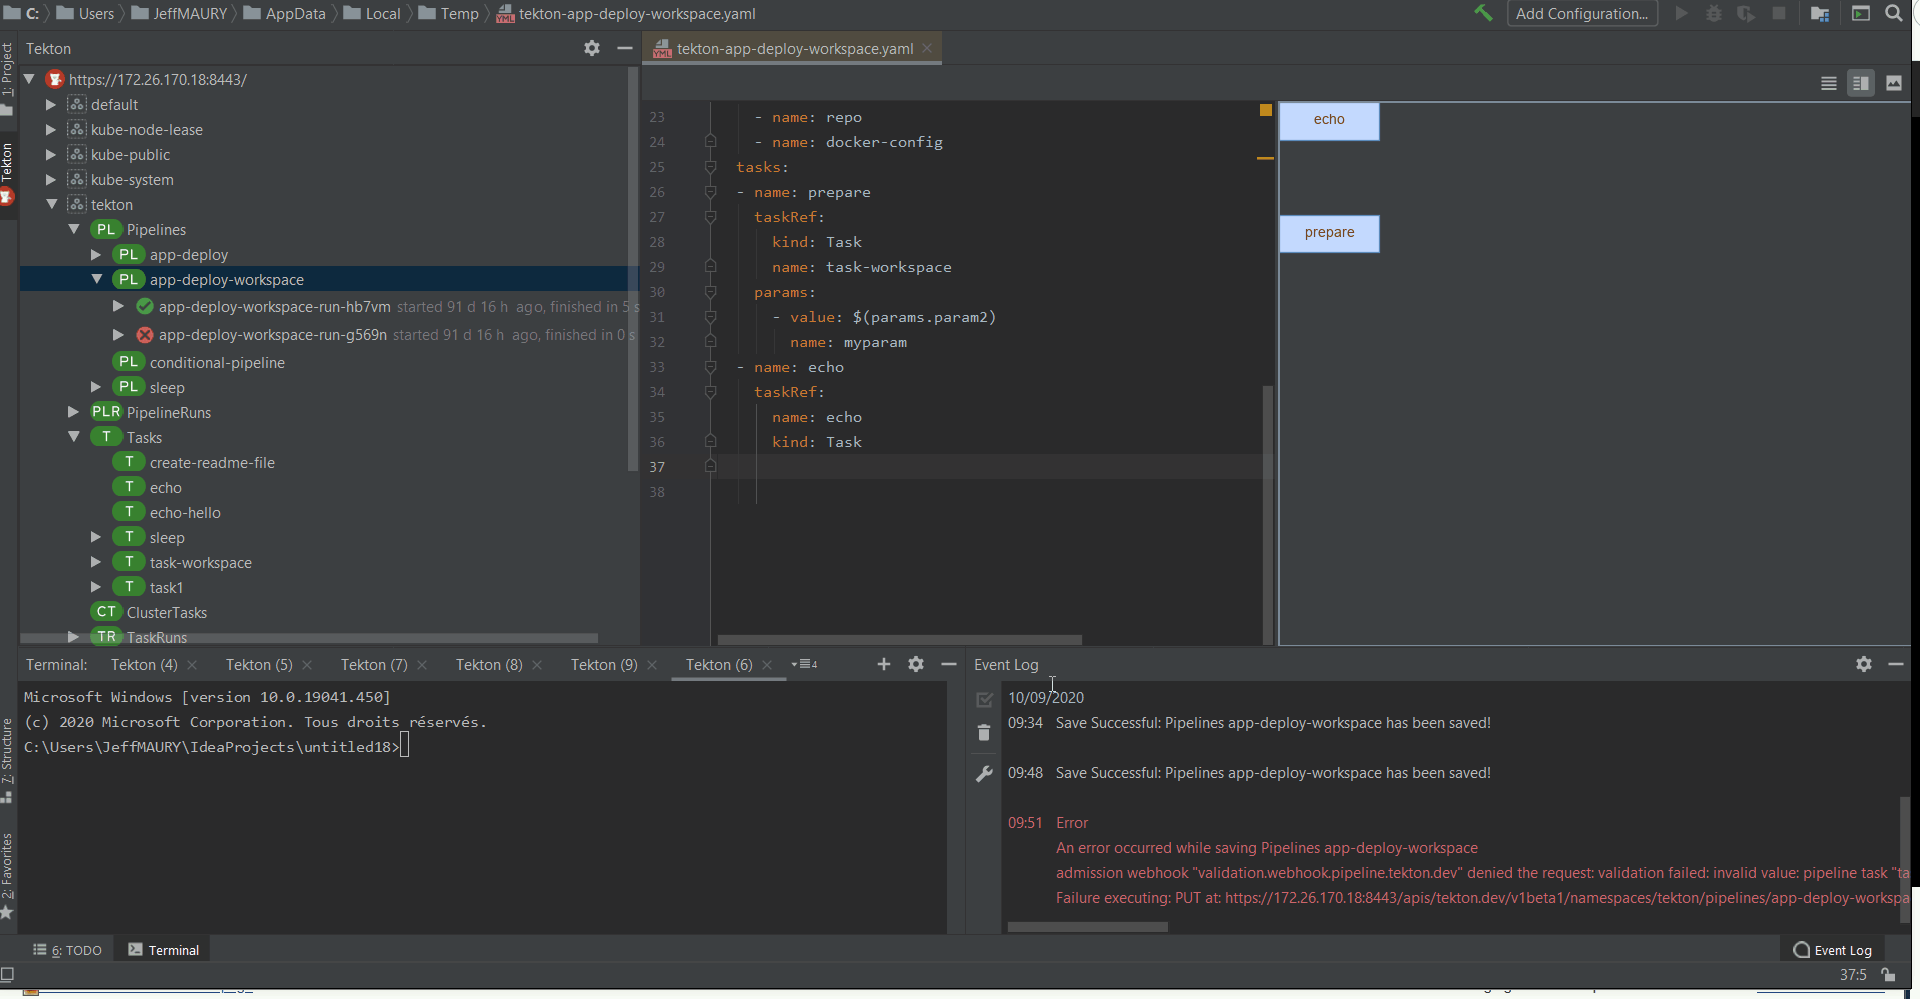 C: Users JeffMAURY AppData Local Temp tekton-app-deploy-workspace.yaml
Add Configuration...
1: Project
Tekton
Tekton
https://172.26.170.18:8443/
default
kube-node-lease
kube-public
kube-system
tekton
PL Pipelines
PL app-deploy
PL app-deploy-workspace
app-deploy-workspace-run-hb7vm started 91 d 16 h ago, finished in 5 s
app-deploy-workspace-run-g569n started 91 d 16 h ago, finished in 0 s
PL conditional-pipeline
PL sleep
PLR PipelineRuns
T Tasks
T create-readme-file
T echo
T echo-hello
T sleep
T task-workspace
T task1
CT ClusterTasks
TR TaskRuns
tekton-app-deploy-workspace.yaml
23 - name: repo
24 - name: docker-config
25 tasks:
26 - name: prepare
27 taskRef:
28 kind: Task
29 name: task-workspace
30 params:
31 - value: $(params.param2)
32 name: myparam
33 - name: echo
34 taskRef:
35 name: echo
36 kind: Task
37
38
echo
prepare
Terminal: Tekton (4) Tekton (5) Tekton (7) Tekton (8) Tekton (9) Tekton (6) 4
Microsoft Windows [version 10.0.19041.450]
(c) 2020 Microsoft Corporation. Tous droits réservés.
C:\Users\JeffMAURY\IdeaProjects\untitled18>
Event Log
10/09/2020
09:34 Save Successful: Pipelines app-deploy-workspace has been saved!
09:48 Save Successful: Pipelines app-deploy-workspace has been saved!
09:51 Error
An error occurred while saving Pipelines app-deploy-workspace
admission webhook "validation.webhook.pipeline.tekton.dev" denied the request: validation failed: invalid value: pipeline task "ta
Failure executing: PUT at: https://172.26.170.18:8443/apis/tekton.dev/v1beta1/namespaces/tekton/pipelines/app-deploy-workspa
7: Structure
2: Favorites
6: TODO
Terminal
Event Log
37:5